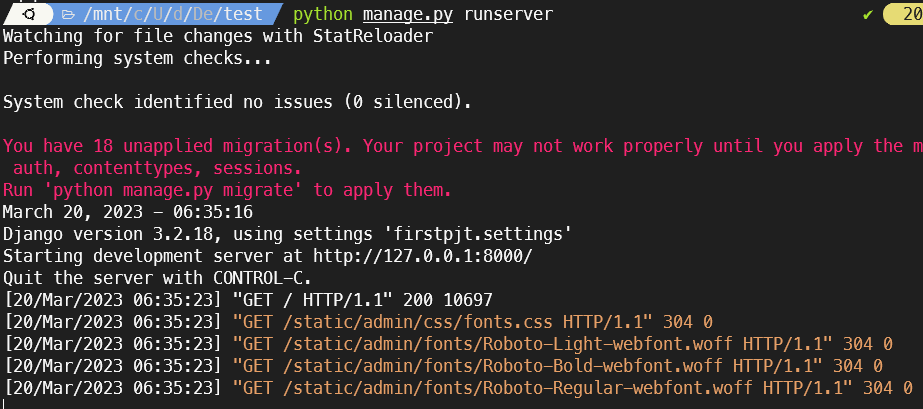 /mnt/c/U/d/De/test python manage.py runserver ✔ 20
Watching for file changes with StatReloader
Performing system checks...
System check identified no issues (0 silenced).
You have 18 unapplied migration(s). Your project may not work properly until you apply the m
auth, contenttypes, sessions.
Run 'python manage.py migrate' to apply them.
March 20, 2023 - 06:35:16
Django version 3.2.18, using settings 'firstpjt.settings'
Starting development server at http://127.0.0.1:8000/
Quit the server with CONTROL-C.
[20/Mar/2023 06:35:23] "GET / HTTP/1.1" 200 10697
[20/Mar/2023 06:35:23] "GET /static/admin/css/fonts.css HTTP/1.1" 304 0
[20/Mar/2023 06:35:23] "GET /static/admin/fonts/Roboto-Light-webfont.woff HTTP/1.1" 304 0
[20/Mar/2023 06:35:23] "GET /static/admin/fonts/Roboto-Bold-webfont.woff HTTP/1.1" 304 0
[20/Mar/2023 06:35:23] "GET /static/admin/fonts/Roboto-Regular-webfont.woff HTTP/1.1" 304 0